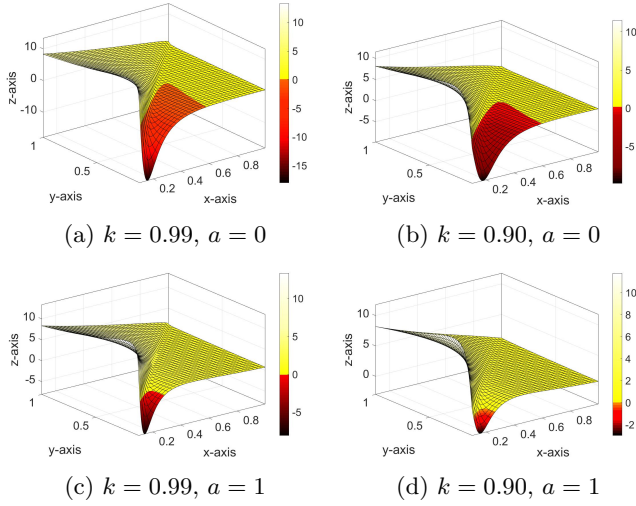 10
0
-10
z-axis
1
0.5
y-axis
0.2 0.4 0.6 0.8
x-axis
10
5
0
-5
-10
-15
(a) k = 0.99, a = 0
10
5
0
-5
z-axis
1
0.5
y-axis
0.2 0.4 0.6 0.8
x-axis
10
5
0
-5
(b) k = 0.90, a = 0
10
5
0
-5
z-axis
1
0.5
y-axis
0.2 0.4 0.6 0.8
x-axis
10
5
0
-5
(c) k = 0.99, a = 1
10
5
0
z-axis
1
0.5
y-axis
0.2 0.4 0.6 0.8
x-axis
10
8
6
4
2
0
-2
(d) k = 0.90, a = 1